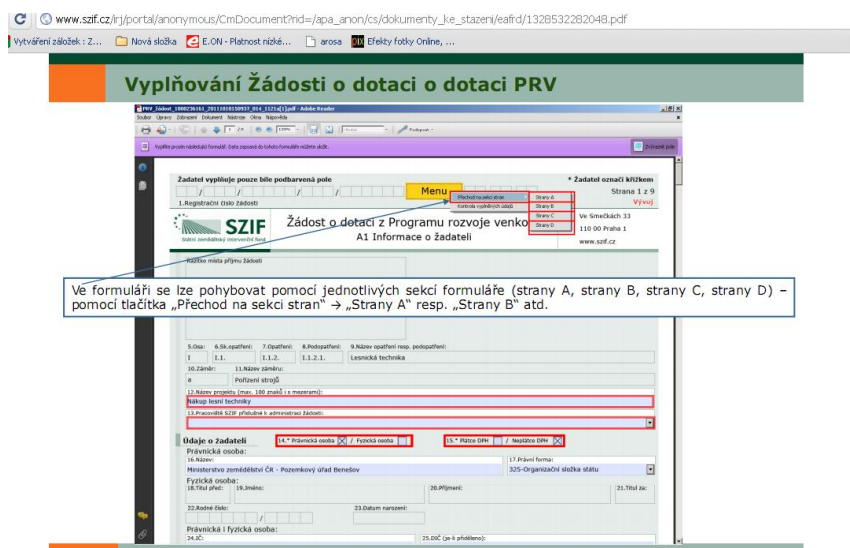 www.szif.cz/irj/portal/anonymous/CmDocument?rid=/apa_anon/cs/dokumenty_ke_stazeni/eafrd/1328532282048.pdf
Vytváření záložek : Z... Nová složka E.ON - Platnost nízké... arosa Efekty fotky Online, ...
Vyplňování Žádosti o dotaci o dotaci PRV
Soubor Úpravy Zobrazení Dokument Nástroje Okna Nápověda
Zvýraznit pole
Žadatel vyplňuje pouze bíle podbarvená pole
* Žadatel označí křížkem
/ / / /
Menu
Přechod na sekci stran
Kontrola vyplněných údajů
Strany A
Strany B
Strany C
Strany D
Strana 1 z 9
1.Registrační číslo žádosti
Vývoj
SZIF
Státní zemědělský intervenční fond
Žádost o dotaci z Programu rozvoje venko
A1 Informace o žadateli
Ve Smečkách 33
110 00 Praha 1
www.szif.cz
Razítko místa příjmu žádosti
Ve formuláři se lze pohybovat pomocí jednotlivých sekcí formuláře (strany A, strany B, strany C, strany D) –
pomocí tlačítka „Přechod na sekci stran“ → „Strany A“ resp. „Strany B“ atd.
5.Osa: 6.Sk.opatření: 7.Opatření: 8.Podopatření: 9.Název opatření resp. podopatření:
I I.1. I.1.2. I.1.2.1. Lesnická technika
10.Záměr: 11.Název záměru:
a Pořízení strojů
12.Název projektu (max. 100 znaků i s mezerami):
Nákup lesní techniky
13.Pracoviště SZIF příslušné k administraci žádosti:
Údaje o žadateli 14.* Právnická osoba / Fyzická osoba 15.* Plátce DPH / Neplátce DPH
Právnická osoba:
16.Název: 17.Právní forma:
Ministerstvo zemědělství ČR - Pozemkový úřad Benešov 325-Organizační složka státu
Fyzická osoba:
18.Titul před: 19.Jméno: 20.Příjmení: 21.Titul za:
22.Rodné číslo: 23.Datum narození:
/
Právnická i fyzická osoba:
24.IČ: 25.DIČ (je-li přiděleno):